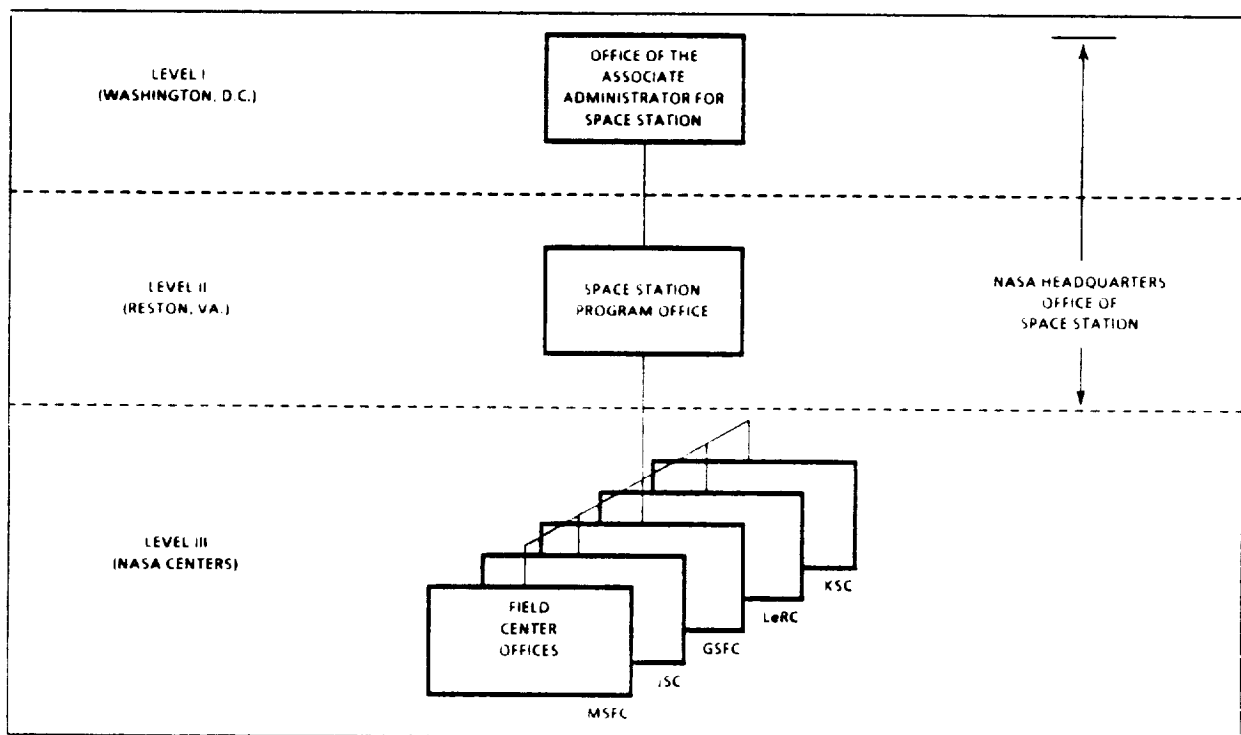 LEVEL I
(WASHINGTON, D.C.)
OFFICE OF THE
ASSOCIATE
ADMINISTRATOR FOR
SPACE STATION
LEVEL II
(RESTON, VA.)
SPACE STATION
PROGRAM OFFICE
NASA HEADQUARTERS
OFFICE OF
SPACE STATION
LEVEL III
(NASA CENTERS)
FIELD
CENTER
OFFICES
KSC
LeRC
GSFC
JSC
MSFC